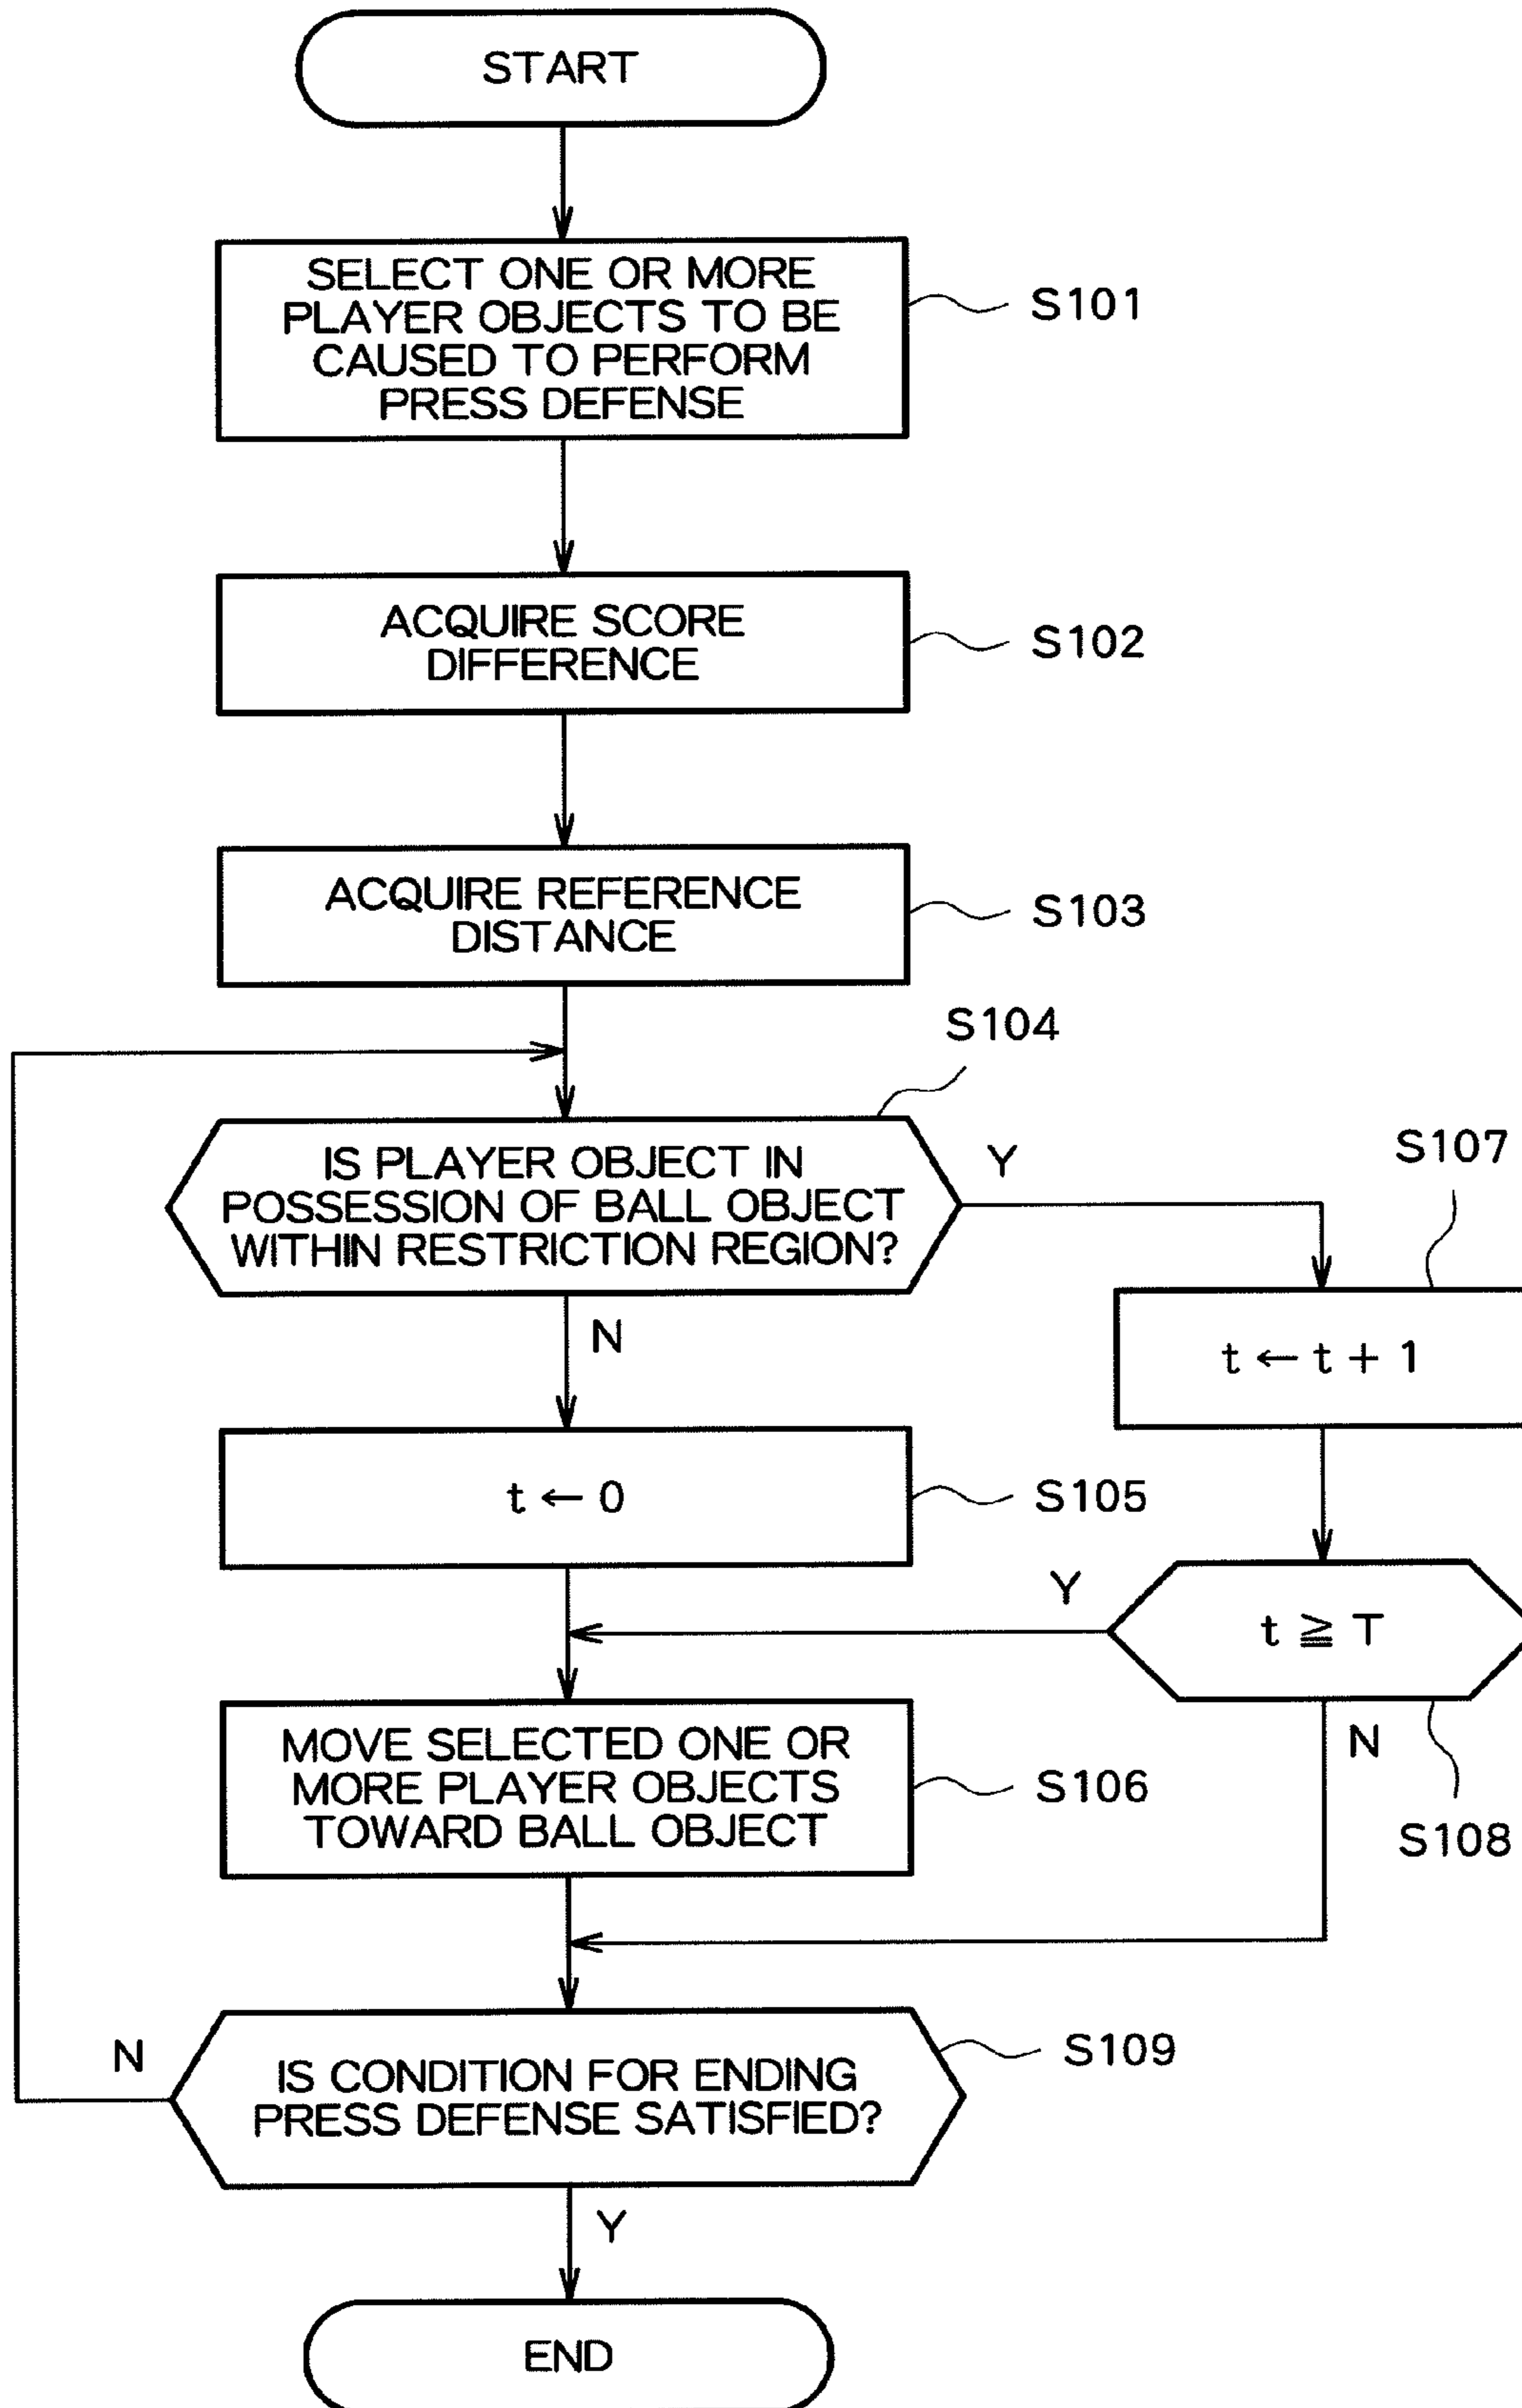 START
SELECT ONE OR MORE
PLAYER OBJECTS TO BE
CAUSED TO PERFORM
PRESS DEFENSE
S101
ACQUIRE SCORE
DIFFERENCE
S102
ACQUIRE REFERENCE
DISTANCE
S103
S104
IS PLAYER OBJECT IN
POSSESSION OF BALL OBJECT
WITHIN RESTRICTION REGION?
Y
N
S107
t ← t + 1
t ← 0
S105
Y
t ≧ T
N
S108
MOVE SELECTED ONE OR
MORE PLAYER OBJECTS
TOWARD BALL OBJECT
S106
N
IS CONDITION FOR ENDING
PRESS DEFENSE SATISFIED?
S109
Y
END